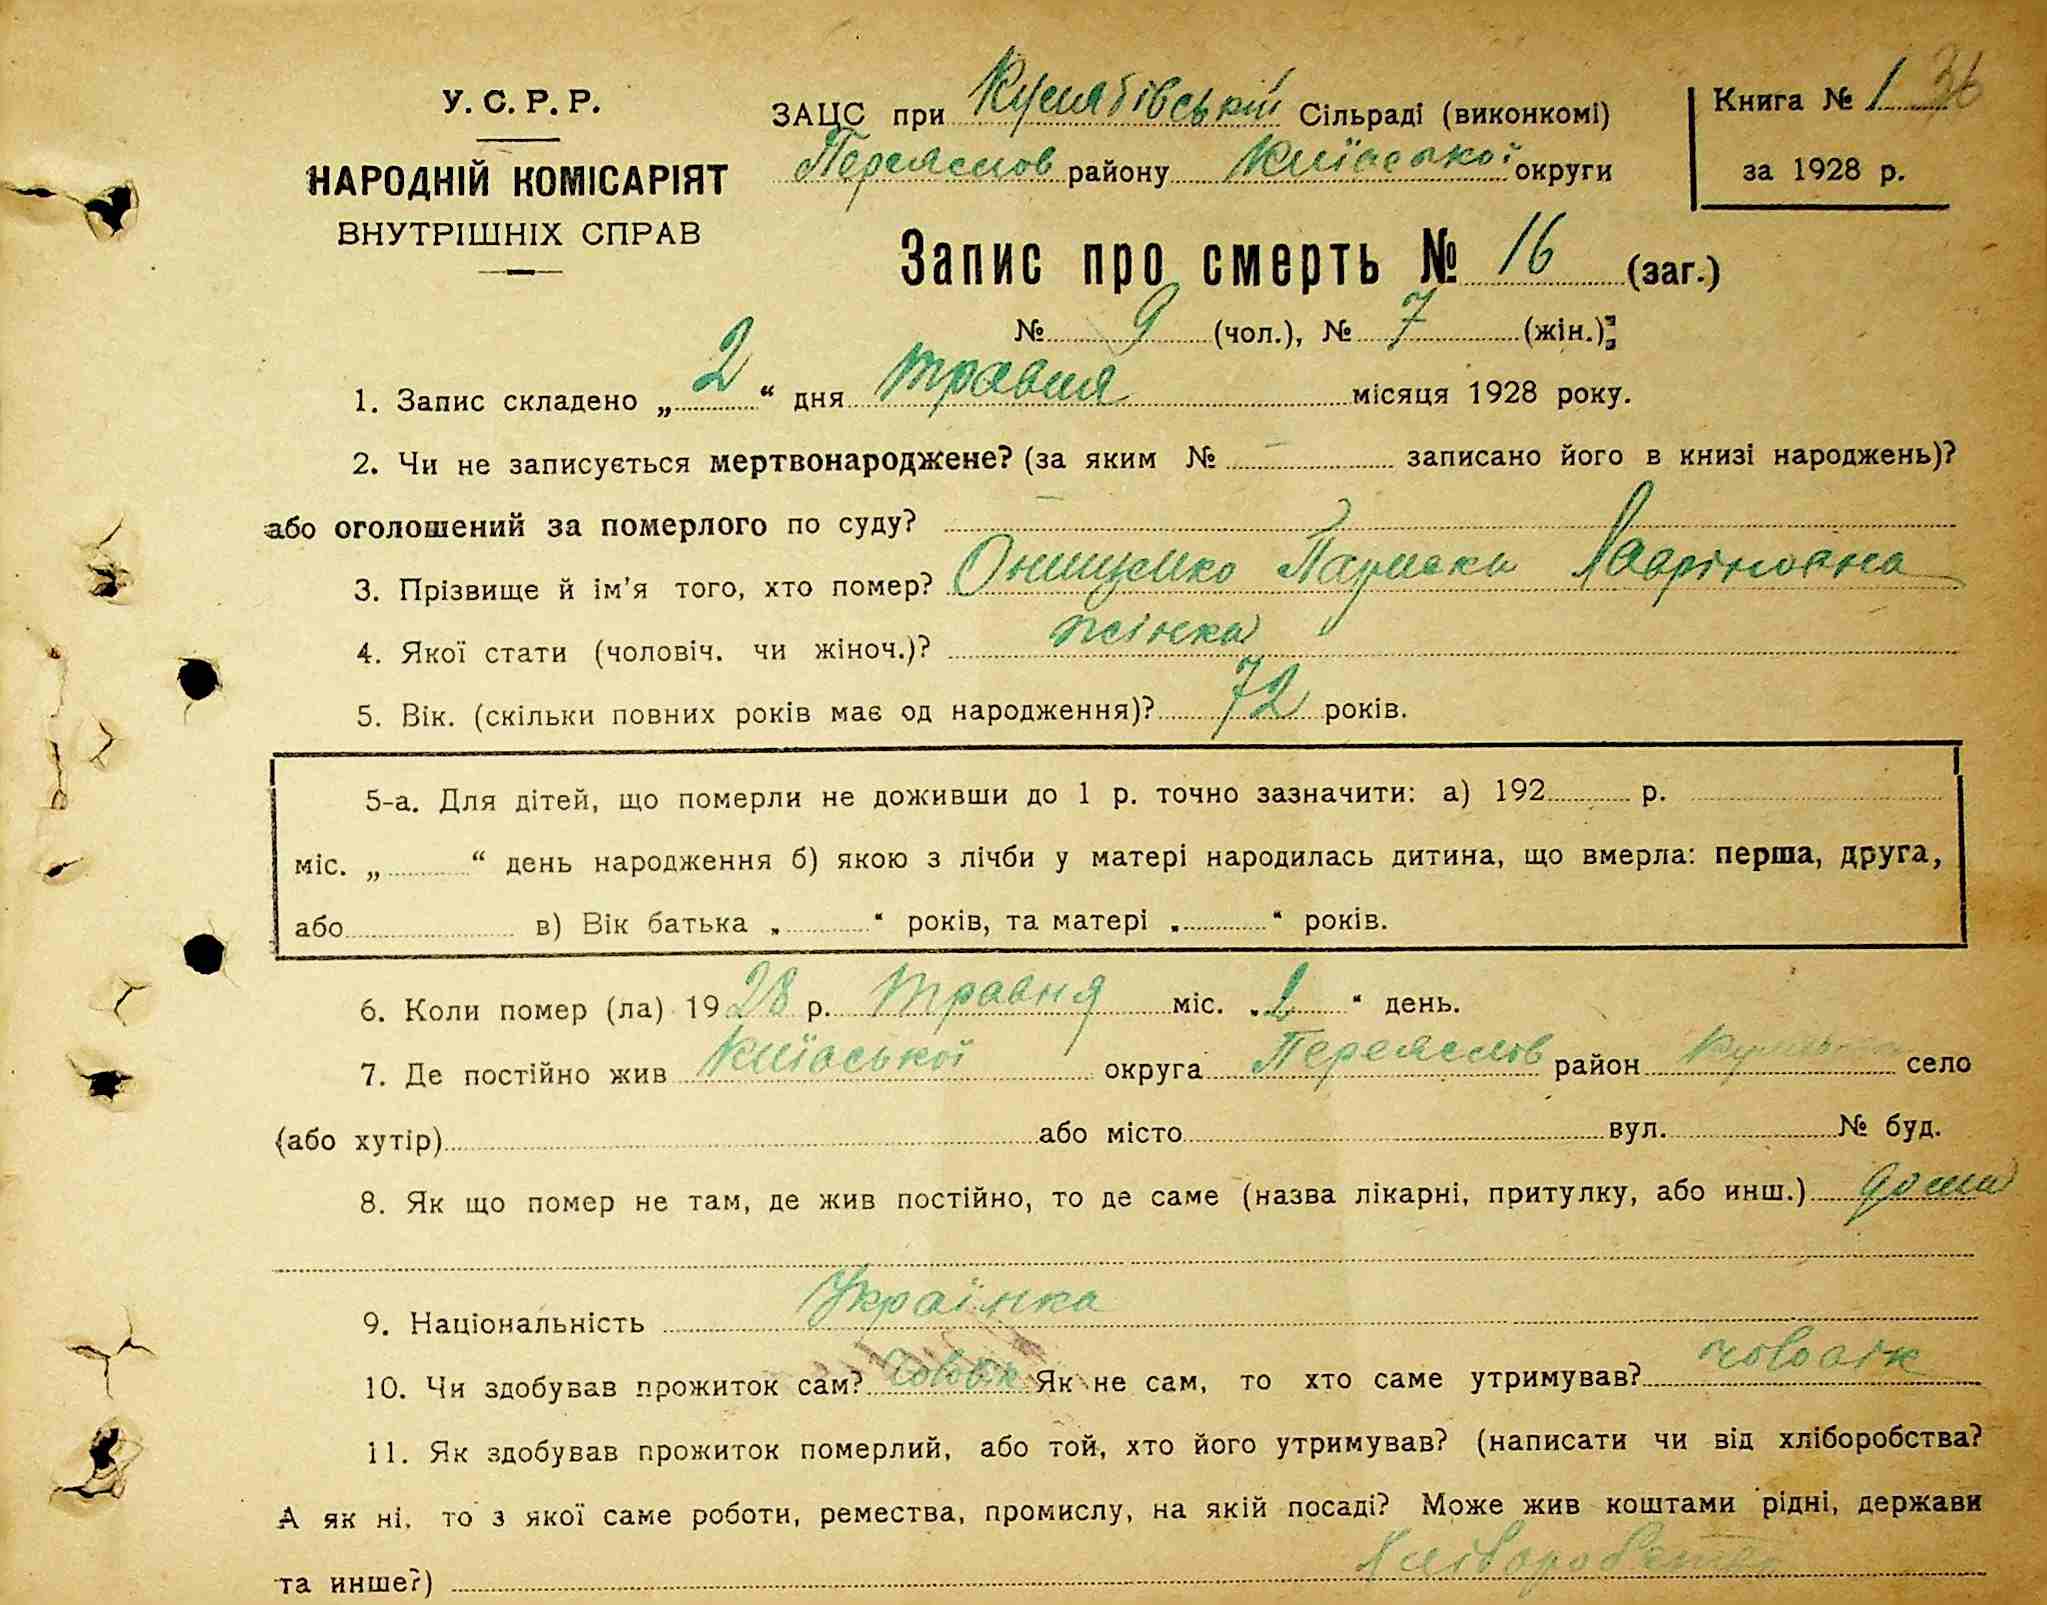 У. С. Р. Р.
НАРОДНІЙ КОМІСАРІЯТ
ВНУТРІШНІХ СПРАВ
ЗАЦС при Сільраді (виконкомі)
Переяслов району Київської округи
Книга № 1 36
за 1928 р.
Запис про смерть № 16 (заг.)
№ 9 (чол.), № 7 (жін.);
1. Запис складено „ 2 “ дня травня місяця 1928 року.
2. Чи не записується мертвонароджене? (за яким № — записано його в книзі народжень)?
або оголошений за померлого по суду? —
3. Прізвище й ім'я того, хто помер? Онищенко Параска
4. Якої стати (чоловіч. чи жіноч.)? жінка
5. Вік. (скільки повних років має од народження)? 72 років.
5-а. Для дітей, що померли не доживши до 1 р. точно зазначити: а) 192 р.
міс. „ “ день народження б) якою з лічби у матері народилась дитина, що вмерла: перша, друга,
або в) Вік батька „ “ років, та матері „ “ років.
6. Коли помер (ла) 1928 р. травня міс. „ 2 “ день.
7. Де постійно жив Київської округа Переяслов район село
(або хутір) або місто вул. № буд.
8. Як що помер не там, де жив постійно, то де саме (назва лікарні, притулку, або инш.) дома
9. Національність Українка
10. Чи здобував прожиток сам? Як не сам, то хто саме утримував? чоловік
11. Як здобував прожиток померлий, або той, хто його утримував? (написати чи від хліборобства?
А як ні, то з якої саме роботи, ремества, промислу, на якій посаді? Може жив коштами рідні, держави
та инше?) Хліборобство